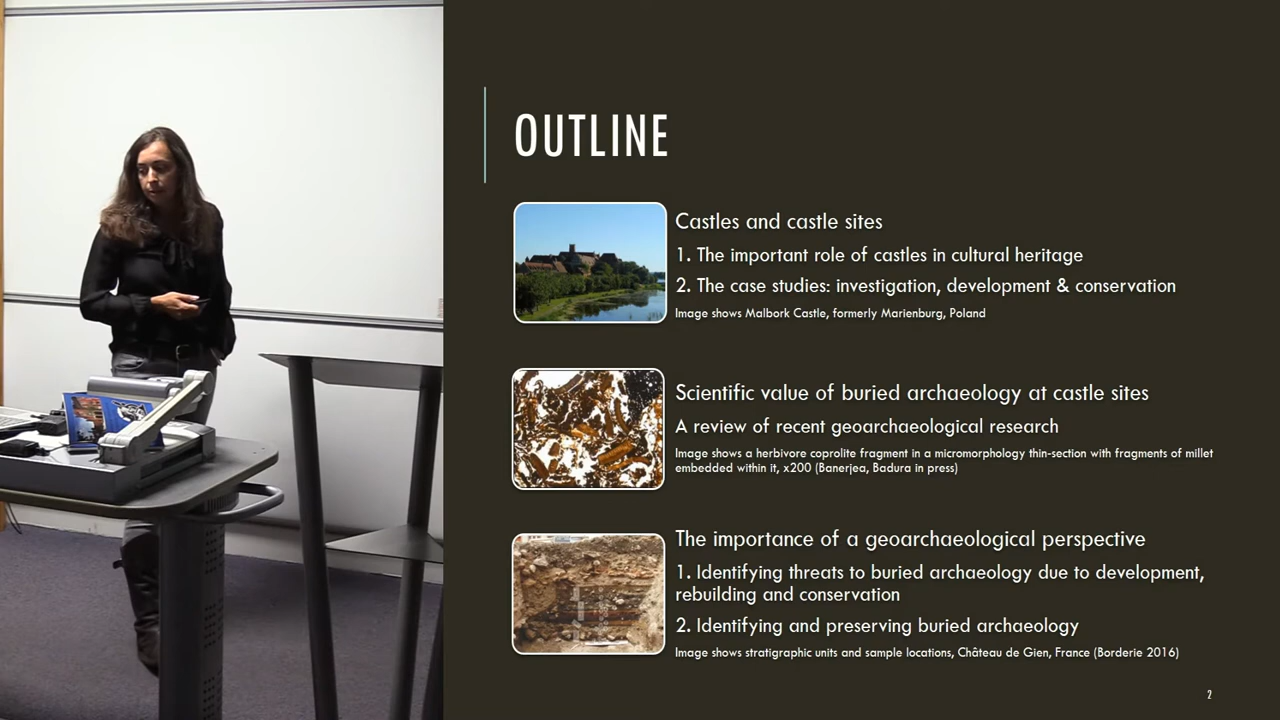 OUTLINE
Castles and castle sites
1. The important role of castles in cultural heritage
2. The case studies: investigation, development & conservation
Image shows Malbork Castle, formerly Marienburg, Poland
Scientific value of buried archaeology at castle sites
A review of recent geoarchaeological research
Image shows a herbivore coprolite fragment in a micromorphology thin-section with fragments of millet
embedded within it, x200 (Banerjea, Badura in press)
The importance of a geoarchaeological perspective
1. Identifying threats to buried archaeology due to development,
rebuilding and conservation
2. Identifying and preserving buried archaeology
Image shows stratigraphic units and sample locations, Château de Gien, France (Borderie 2016)
2